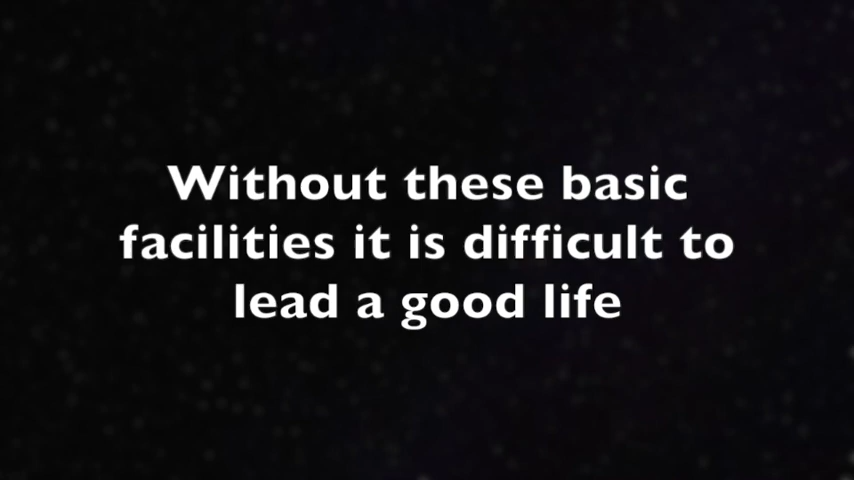 Without these basic
facilities it is difficult to
lead a good life